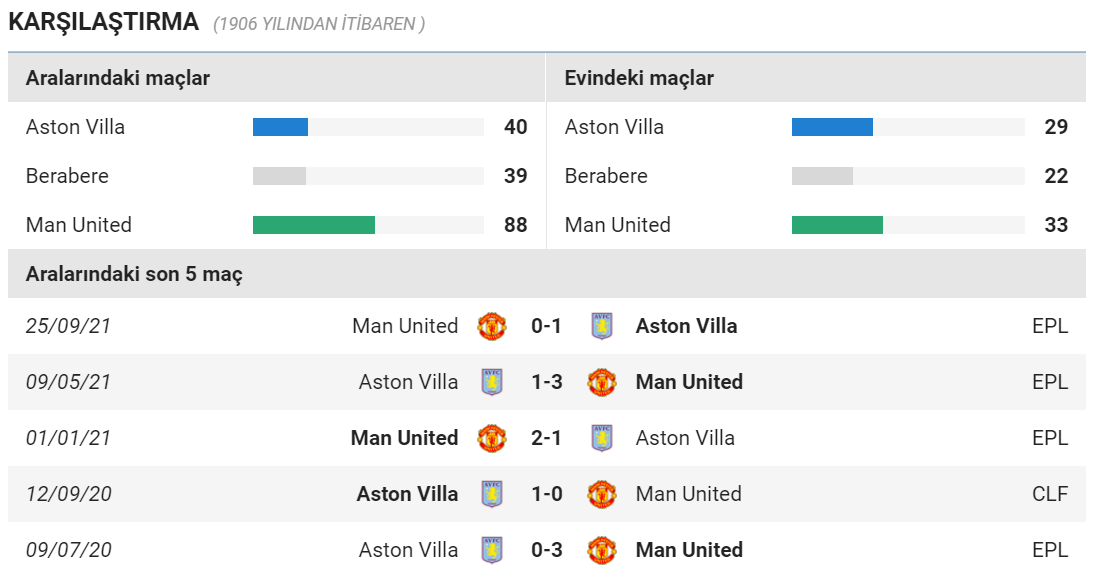 KARŞILAŞTIRMA (1906 YILINDAN İTİBAREN )
Aralarındaki maçlar Evindeki maçlar
Aston Villa 40 Aston Villa 29
Berabere 39 Berabere 22
Man United 88 Man United 33
Aralarındaki son 5 maç
25/09/21 Man United 0-1 Aston Villa EPL
09/05/21 Aston Villa 1-3 Man United EPL
01/01/21 Man United 2-1 Aston Villa EPL
12/09/20 Aston Villa 1-0 Man United CLF
09/07/20 Aston Villa 0-3 Man United EPL